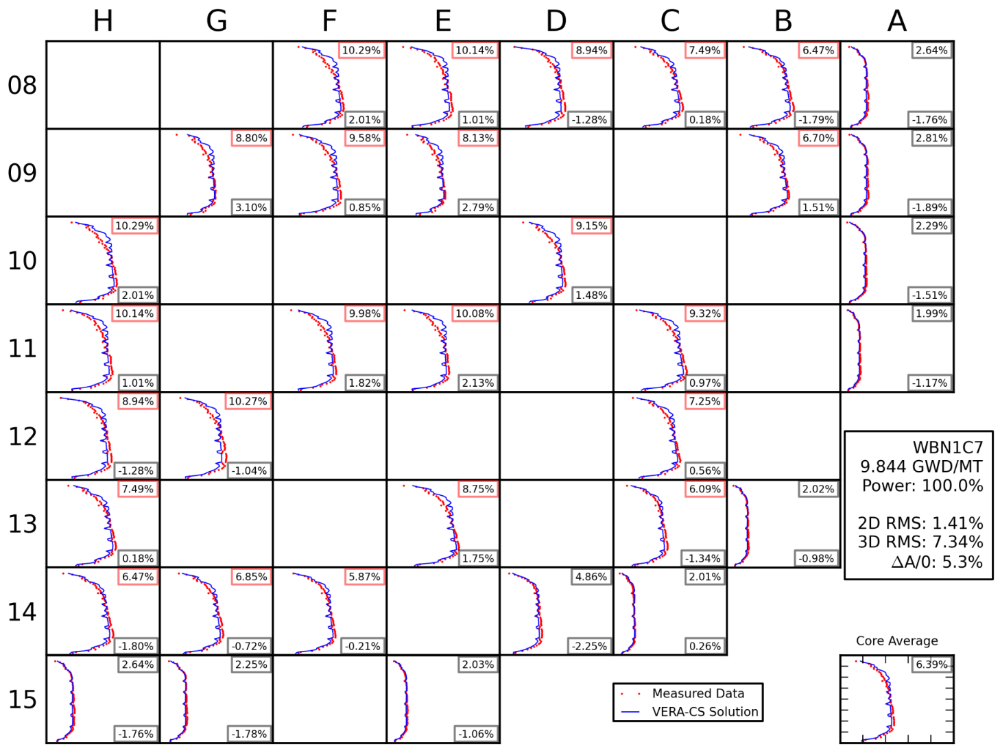 H G F E D C B A
08
10.29% 10.14% 8.94% 7.49% 6.47% 2.64%
2.01% 1.01% -1.28% 0.18% -1.79% -1.76%
09
8.80% 9.58% 8.13% 6.70% 2.81%
3.10% 0.85% 2.79% 1.51% -1.89%
10
10.29% 9.15% 2.29%
2.01% 1.48% -1.51%
11
10.14% 9.98% 10.08% 9.32% 1.99%
1.01% 1.82% 2.13% 0.97% -1.17%
12
8.94% 10.27% 7.25%
-1.28% -1.04% 0.56%
13
7.49% 8.75% 6.09% 2.02%
0.18% 1.75% -1.34% -0.98%
14
6.47% 6.85% 5.87% 4.86% 2.01%
-1.80% -0.72% -0.21% -2.25% 0.26%
15
2.64% 2.25% 2.03%
-1.76% -1.78% -1.06%
WBN1C7
9.844 GWD/MT
Power: 100.0%
2D RMS: 1.41%
3D RMS: 7.34%
ΔA/0: 5.3%
Core Average
6.39%
Measured Data
VERA-CS Solution